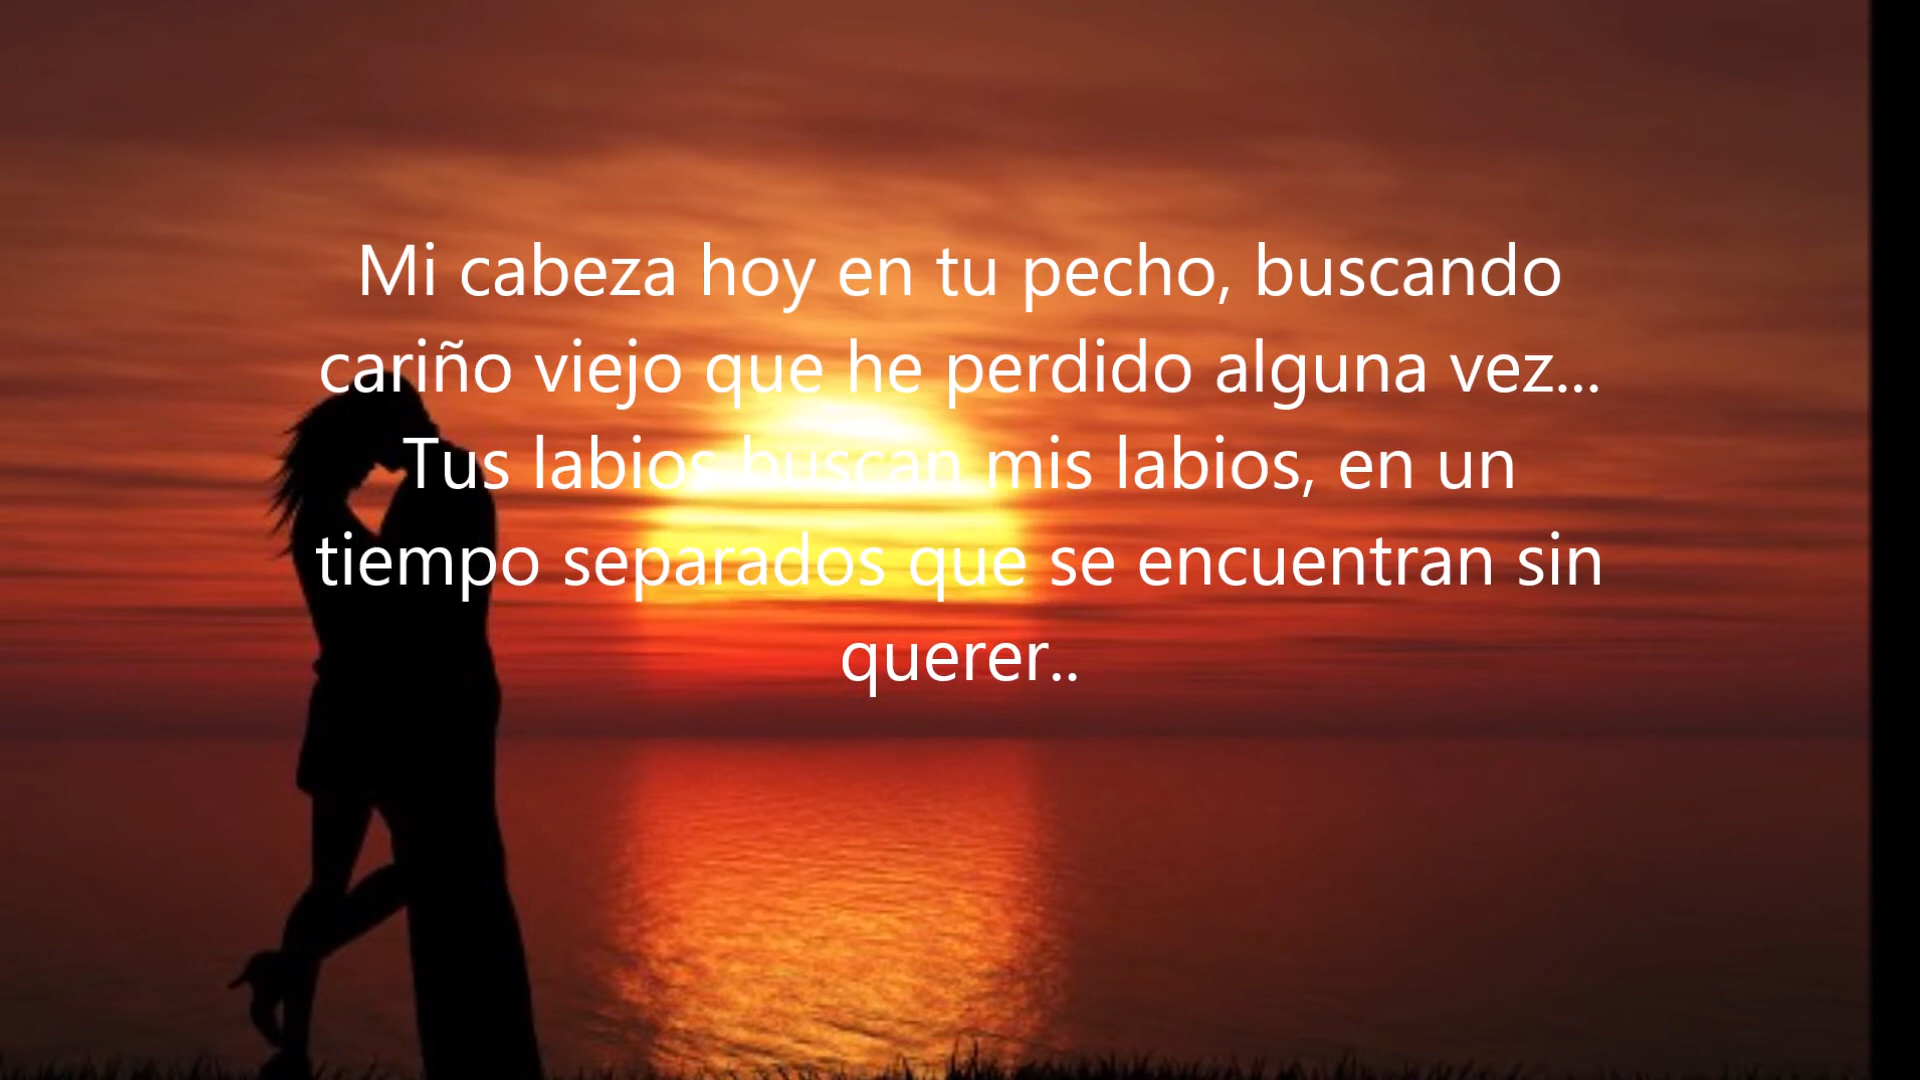 Mi cabeza hoy en tu pecho, buscando
cariño viejo que he perdido alguna vez...
Tus labios buscan mis labios, en un
tiempo separados que se encuentran sin
querer..